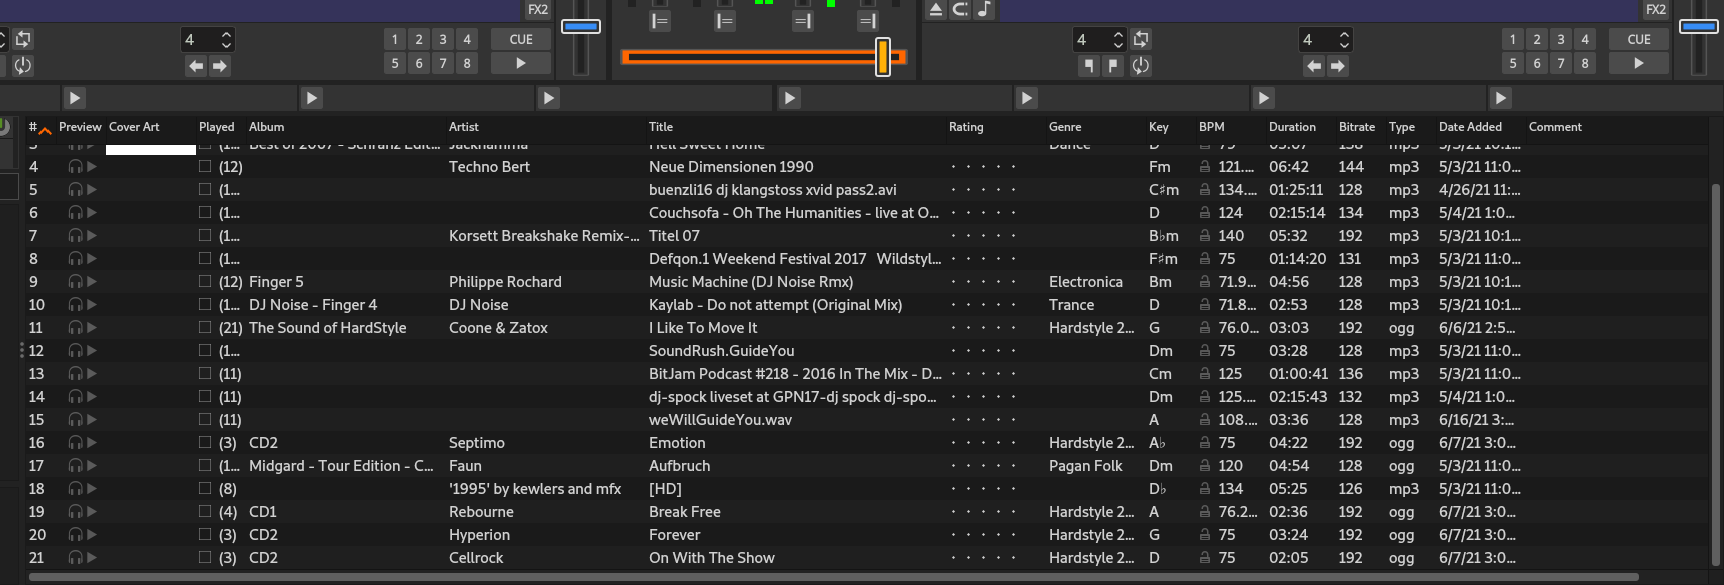 FX2 FX2
4 1 2 3 4 CUE 4 4 1 2 3 4 CUE
5 6 7 8 5 6 7 8
# Preview Cover Art Played Album Artist Title Rating Genre Key BPM Duration Bitrate Type Date Added Comment
3 (1... Best of 2007 - Schranz Edit... Jackhamma Hell Sweet Home Dance D 79 mp3 5/3/21 10:1...
4 (12) Techno Bert Neue Dimensionen 1990 Fm 121.... 06:42 144 mp3 5/3/21 11:0...
5 (1... buenzli16 dj klangstoss xvid pass2.avi C♯m 134.... 01:25:11 128 mp3 4/26/21 11:...
6 (1... Couchsofa - Oh The Humanities - live at O... D 124 02:15:14 134 mp3 5/4/21 1:0...
7 (1... Korsett Breakshake Remix-... Titel 07 B♭m 140 05:32 192 mp3 5/3/21 10:1...
8 (1... Defqon.1 Weekend Festival 2017 Wildstyl... F♯m 75 01:14:20 131 mp3 5/3/21 11:0...
9 (12) Finger 5 Philippe Rochard Music Machine (DJ Noise Rmx) Electronica Bm 71.9... 04:56 128 mp3 5/3/21 10:1...
10 (1... DJ Noise - Finger 4 DJ Noise Kaylab - Do not attempt (Original Mix) Trance D 71.8... 02:53 128 mp3 5/3/21 10:1...
11 (21) The Sound of HardStyle Coone & Zatox I Like To Move It Hardstyle 2... G 76.0... 03:03 192 ogg 6/6/21 2:5...
12 (1... SoundRush.GuideYou Dm 75 03:28 128 mp3 5/3/21 11:0...
13 (11) BitJam Podcast #218 - 2016 In The Mix - D... Cm 125 01:00:41 136 mp3 5/3/21 11:0...
14 (11) dj-spock liveset at GPN17-dj spock dj-spo... Dm 125.... 02:15:43 132 mp3 5/4/21 1:0...
15 (11) weWillGuideYou.wav A 108.... 03:36 128 mp3 6/16/21 3:...
16 (3) CD2 Septimo Emotion Hardstyle 2... A♭ 75 04:22 192 ogg 6/7/21 3:0...
17 (1... Midgard - Tour Edition - C... Faun Aufbruch Pagan Folk Dm 120 04:54 128 ogg 5/3/21 11:0...
18 (8) '1995' by kewlers and mfx [HD] D♭ 134 05:25 126 mp3 5/3/21 11:0...
19 (4) CD1 Rebourne Break Free Hardstyle 2... A 76.2... 02:36 192 ogg 6/7/21 3:0...
20 (3) CD2 Hyperion Forever Hardstyle 2... G 75 03:24 192 ogg 6/7/21 3:0...
21 (3) CD2 Cellrock On With The Show Hardstyle 2... D 75 02:05 192 ogg 6/7/21 3:0...